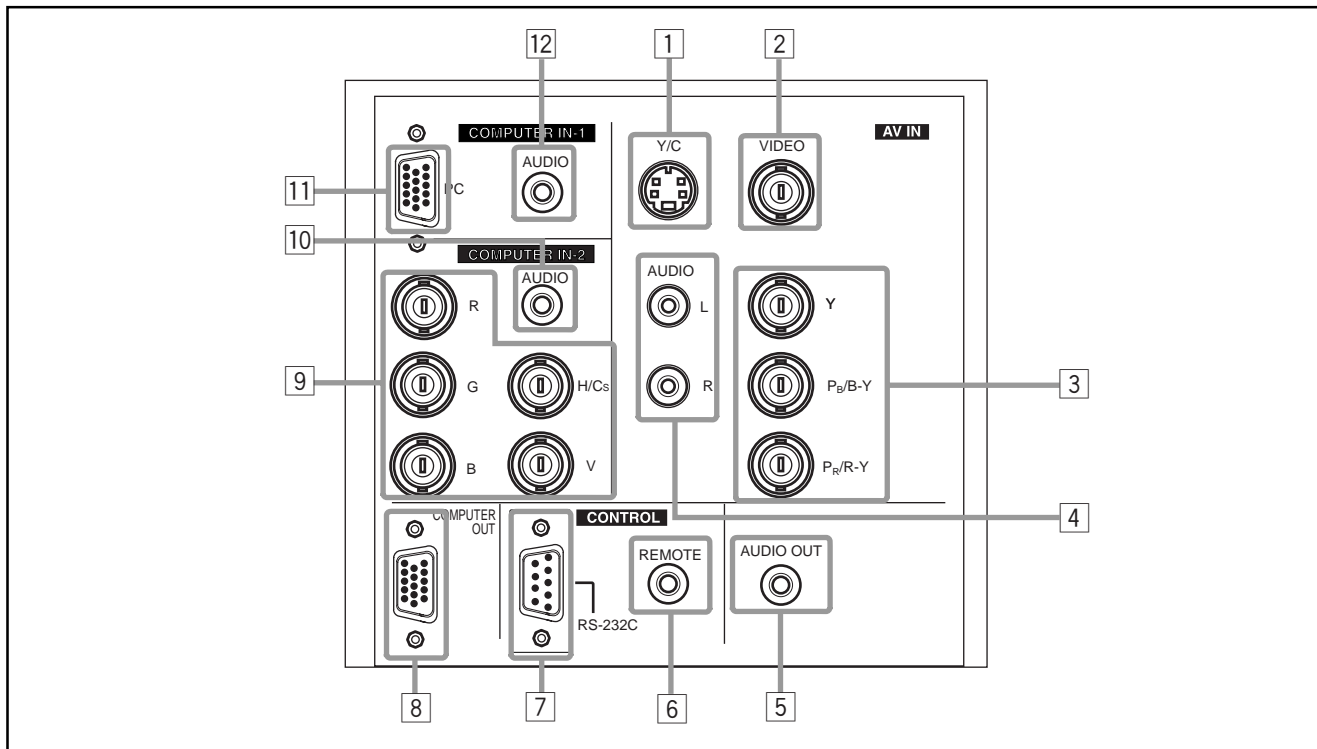 12
1
2
COMPUTER IN-1
AV IN
Y/C
VIDEO
AUDIO
11
PC
10
COMPUTER IN-2
AUDIO
AUDIO
R
L
Y
9
G
H/Cs
R
PB/B-Y
3
B
V
PR/R-Y
4
COMPUTER
OUT
CONTROL
REMOTE
AUDIO OUT
RS-232C
8
7
6
5